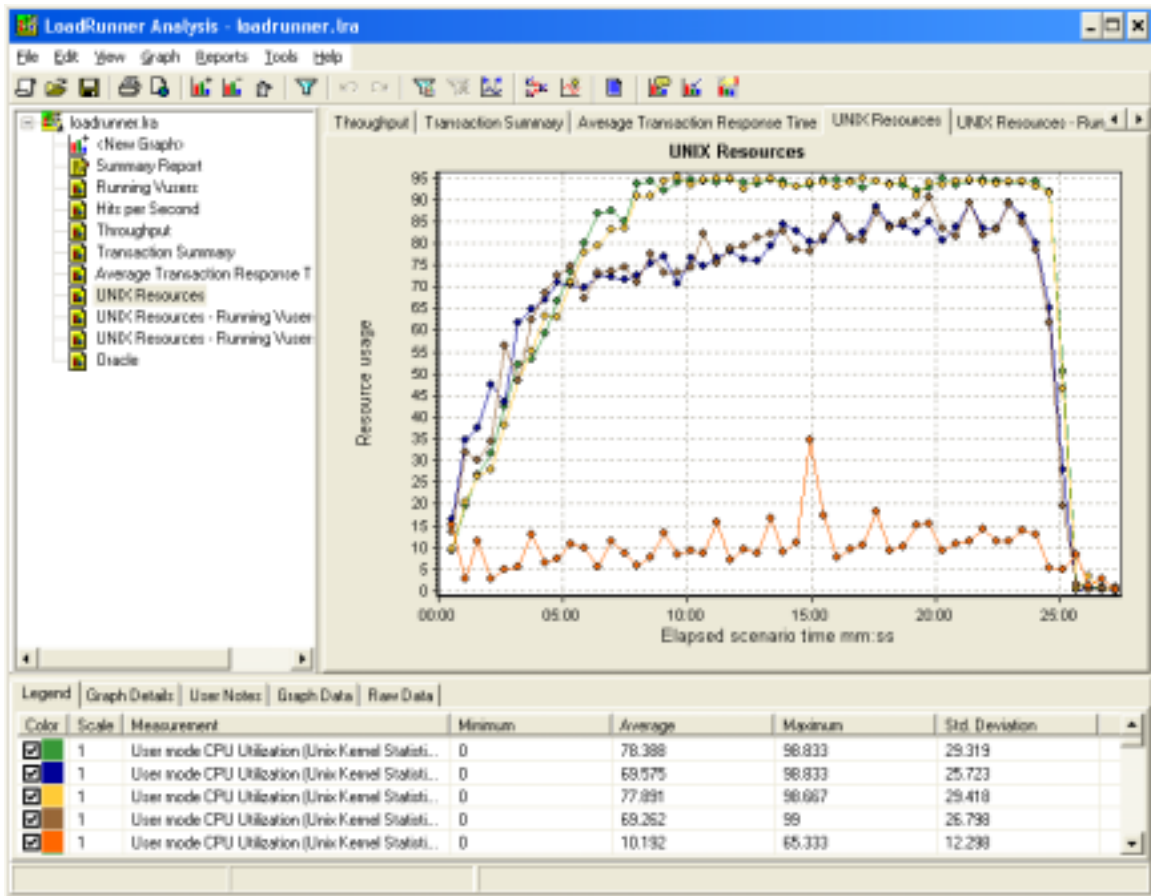 LoadRunner Analysis - loadrunner.lra
File Edit View Graph Reports Tools Help
loadrunner.lra
<New Graph>
Summary Report
Running Vusers
Hits per Second
Throughput
Transaction Summary
Average Transaction Response T
UNIX Resources
UNIX Resources - Running Vuser
UNIX Resources - Running Vuser
Oracle
Throughput Transaction Summary Average Transaction Response Time UNIX Resources UNIX Resources - Run
UNIX Resources
Resource usage
95
90
85
80
75
70
65
60
55
50
45
40
35
30
25
20
15
10
5
0
00:00 05:00 10:00 15:00 20:00 25:00
Elapsed scenario time mm:ss
Legend Graph Details User Notes Graph Data Raw Data
Color Scale Measurement Minimum Average Maximum Std. Deviation
1 User mode CPU Utilization (Unix Kernel Statisti... 0 78.388 98.833 29.319
1 User mode CPU Utilization (Unix Kernel Statisti... 0 69.575 98.833 25.723
1 User mode CPU Utilization (Unix Kernel Statisti... 0 77.891 98.667 29.418
1 User mode CPU Utilization (Unix Kernel Statisti... 0 69.262 99 26.798
1 User mode CPU Utilization (Unix Kernel Statisti... 0 10.192 65.333 12.298